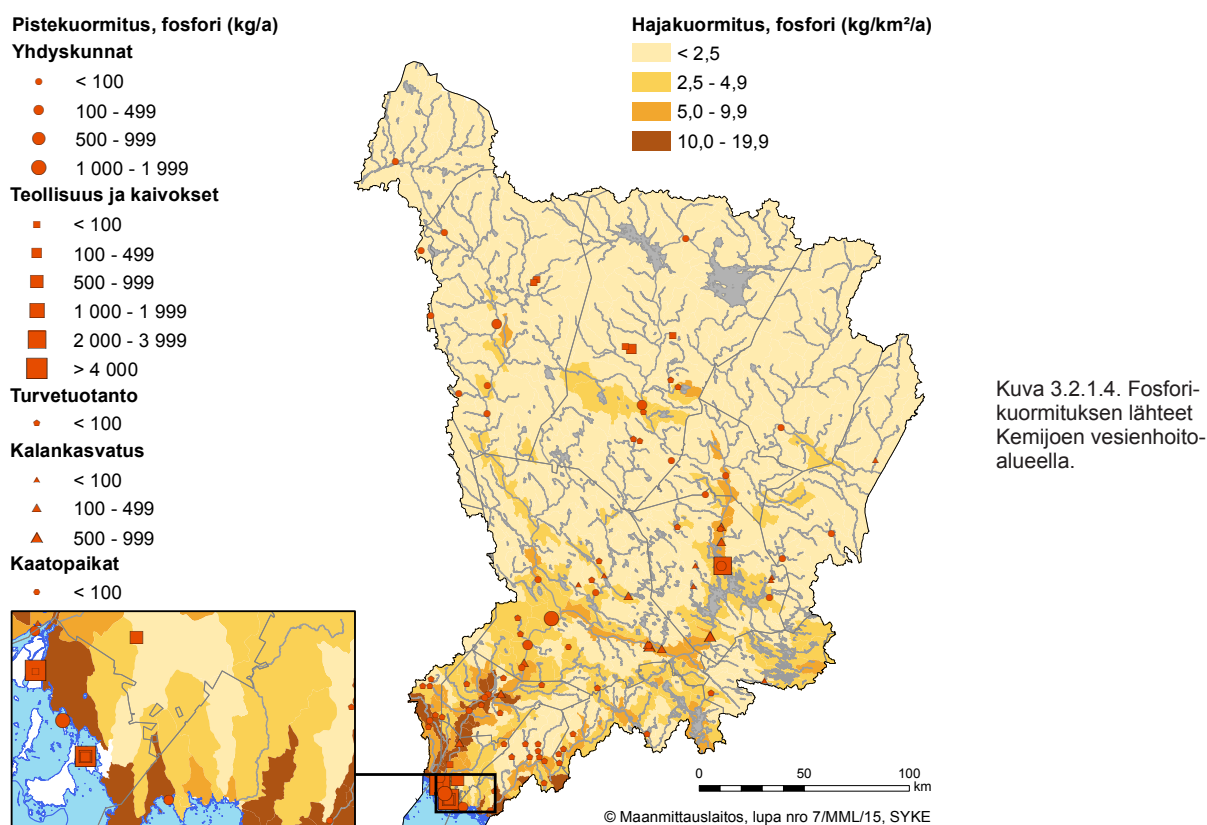 Pistekuormitus, fosfori (kg/a)
Yhdyskunnat
< 100
100 - 499
500 - 999
1 000 - 1 999
Teollisuus ja kaivokset
< 100
100 - 499
500 - 999
1 000 - 1 999
2 000 - 3 999
> 4 000
Turvetuotanto
< 100
Kalankasvatus
< 100
100 - 499
500 - 999
Kaatopaikat
< 100
Hajakuormitus, fosfori (kg/km²/a)
< 2,5
2,5 - 4,9
5,0 - 9,9
10,0 - 19,9
Kuva 3.2.1.4. Fosfori-
kuormituksen lähteet
Kemijoen vesienhoito-
alueella.
0 50 100
km
© Maanmittauslaitos, lupa nro 7/MML/15, SYKE